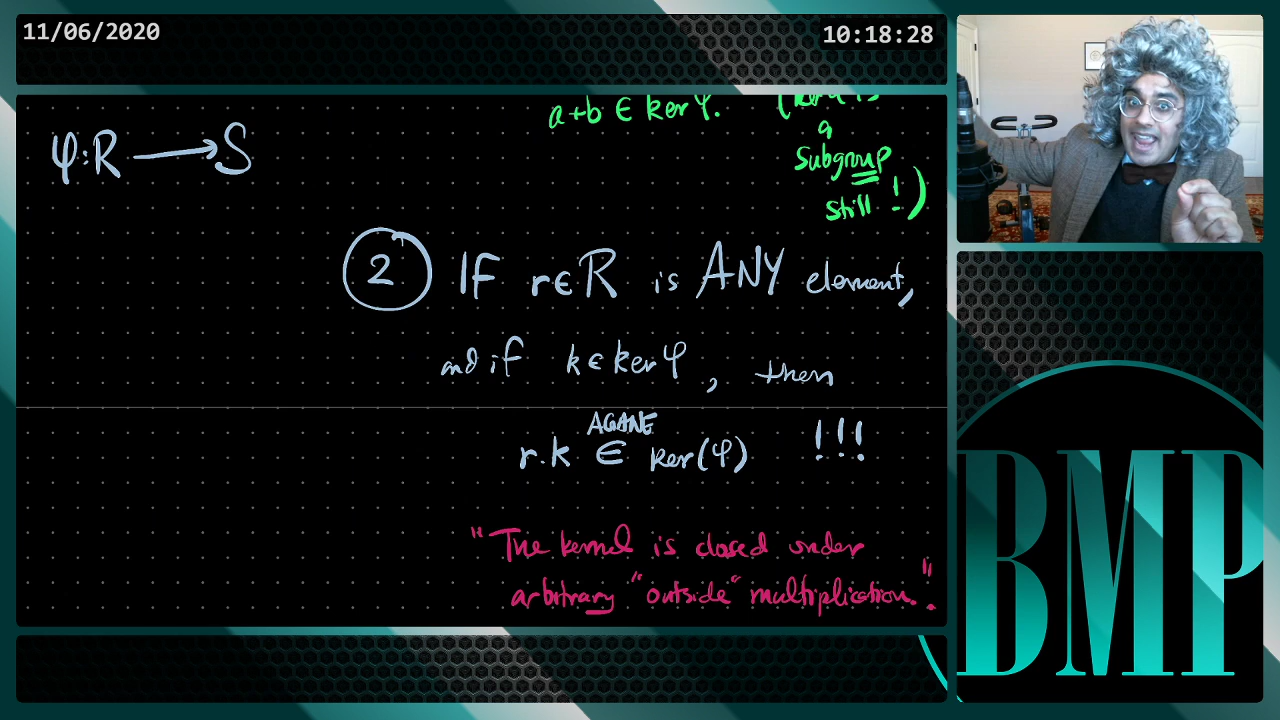 11/06/2020
10:18:28
a+b ∈ ker φ.
a
subgroup
still !)
φ:R ⟶ S
2 IF r∈R is ANY element,
and if k∈ker φ, then
AGANE
r.k ∈ ker(φ) !!!
"The kernel is closed under
arbitrary "outside" multiplication."
BMP